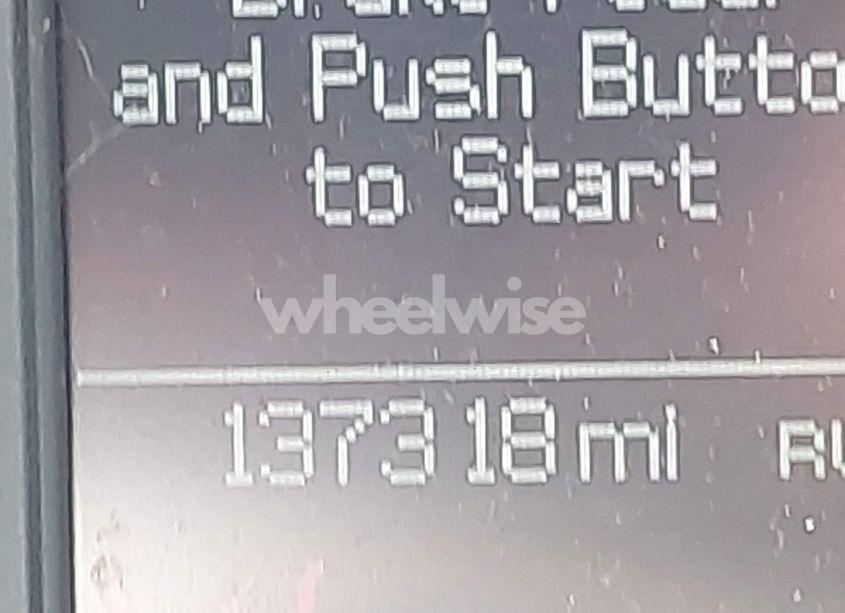 and Push Butto
to Start
wheelwise
137318 mi